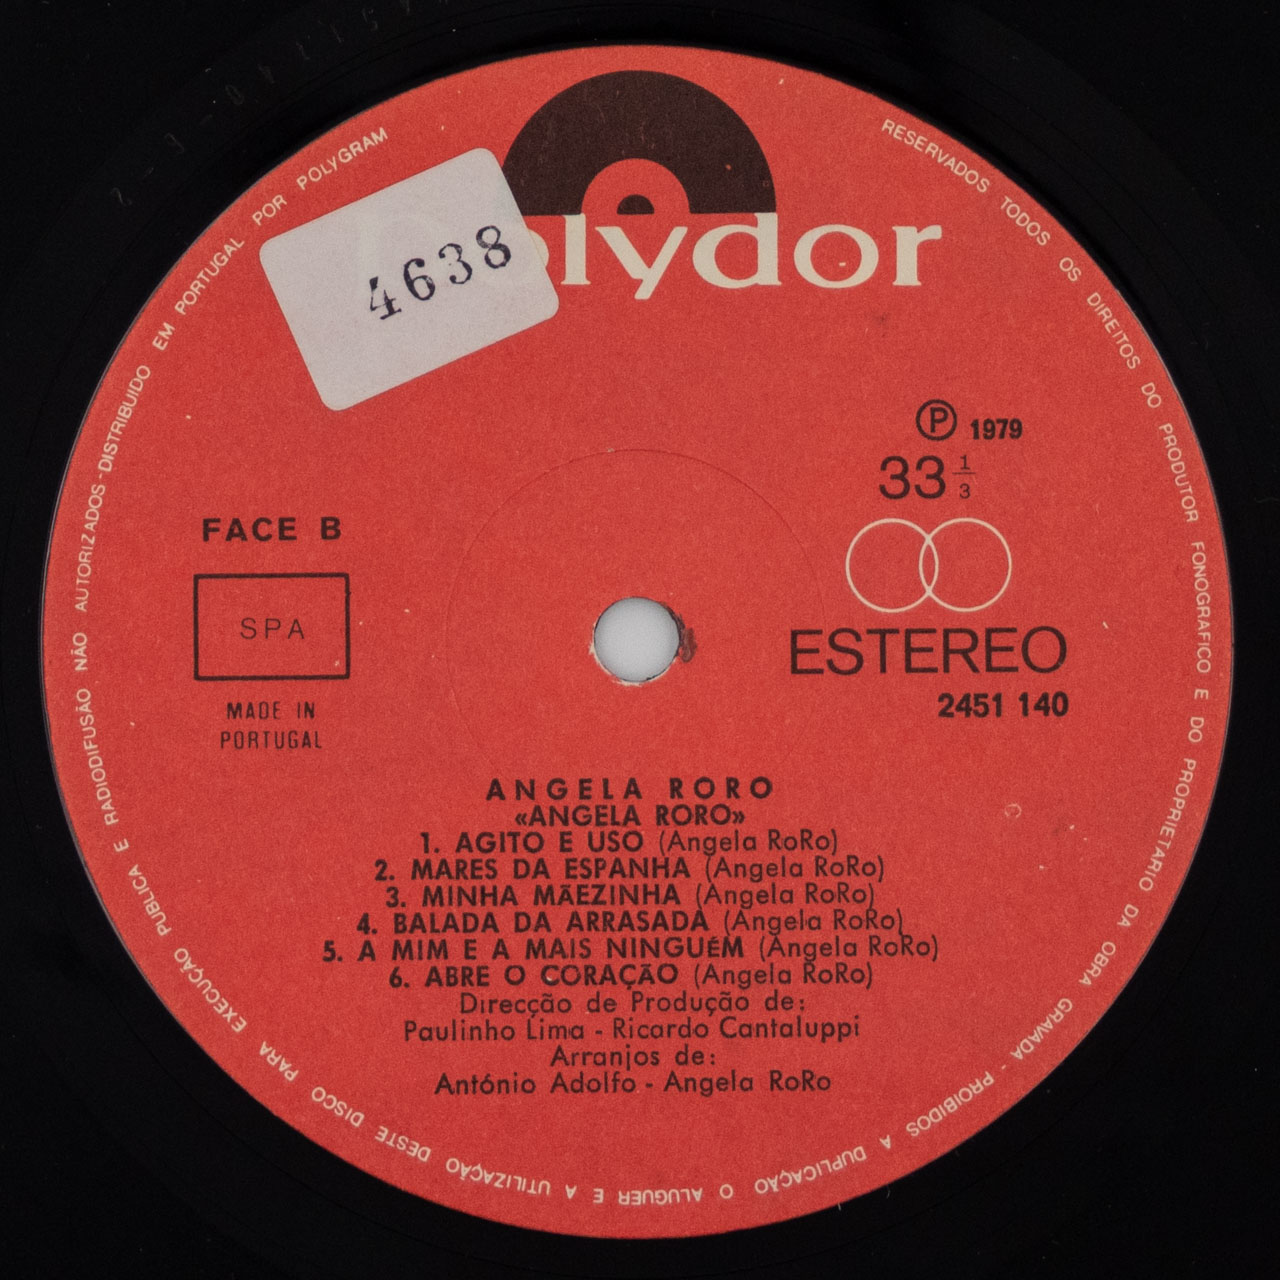 polydor
4638
Ⓟ 1979
33 1/3
FACE B
SPA
ESTEREO
MADE IN
PORTUGAL
2451 140
ANGELA RORO
«ANGELA RORO»
1. AGITO E USO (Angela RoRo)
2. MARES DA ESPANHA (Angela RoRo)
3. MINHA MÃEZINHA (Angela RoRo)
4. BALADA DA ARRASADA (Angela RoRo)
5. A MIM E A MAIS NINGUÉM (Angela RoRo)
6. ABRE O CORAÇÃO (Angela RoRo)
Direcção de Produção de:
Paulinho Lima - Ricardo Cantaluppi
Arranjos de:
António Adolfo - Angela RoRo
RESERVADOS TODOS OS DIREITOS DO PRODUTOR FONOGRAFICO E DO PROPRIETARIO DA OBRA GRAVADA - PROIBIDOS A DUPLICAÇÃO O ALUGUER E A UTILIZAÇÃO DESTE DISCO PARA EXECUÇÃO PUBLICA E RADIODIFUSÃO NÃO AUTORIZADOS - DISTRIBUIDO EM PORTUGAL POR POLYGRAM